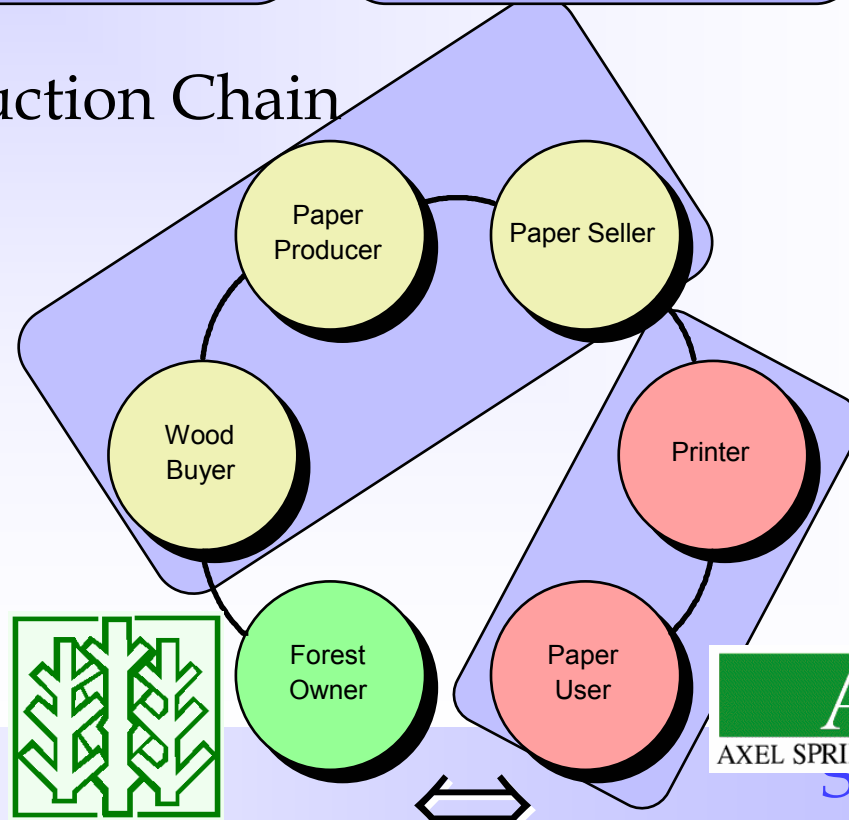 uction Chain
Paper
Producer
Paper Seller
Wood
Buyer
Printer
Forest
Owner
Paper
User
A
AXEL SPRI
S